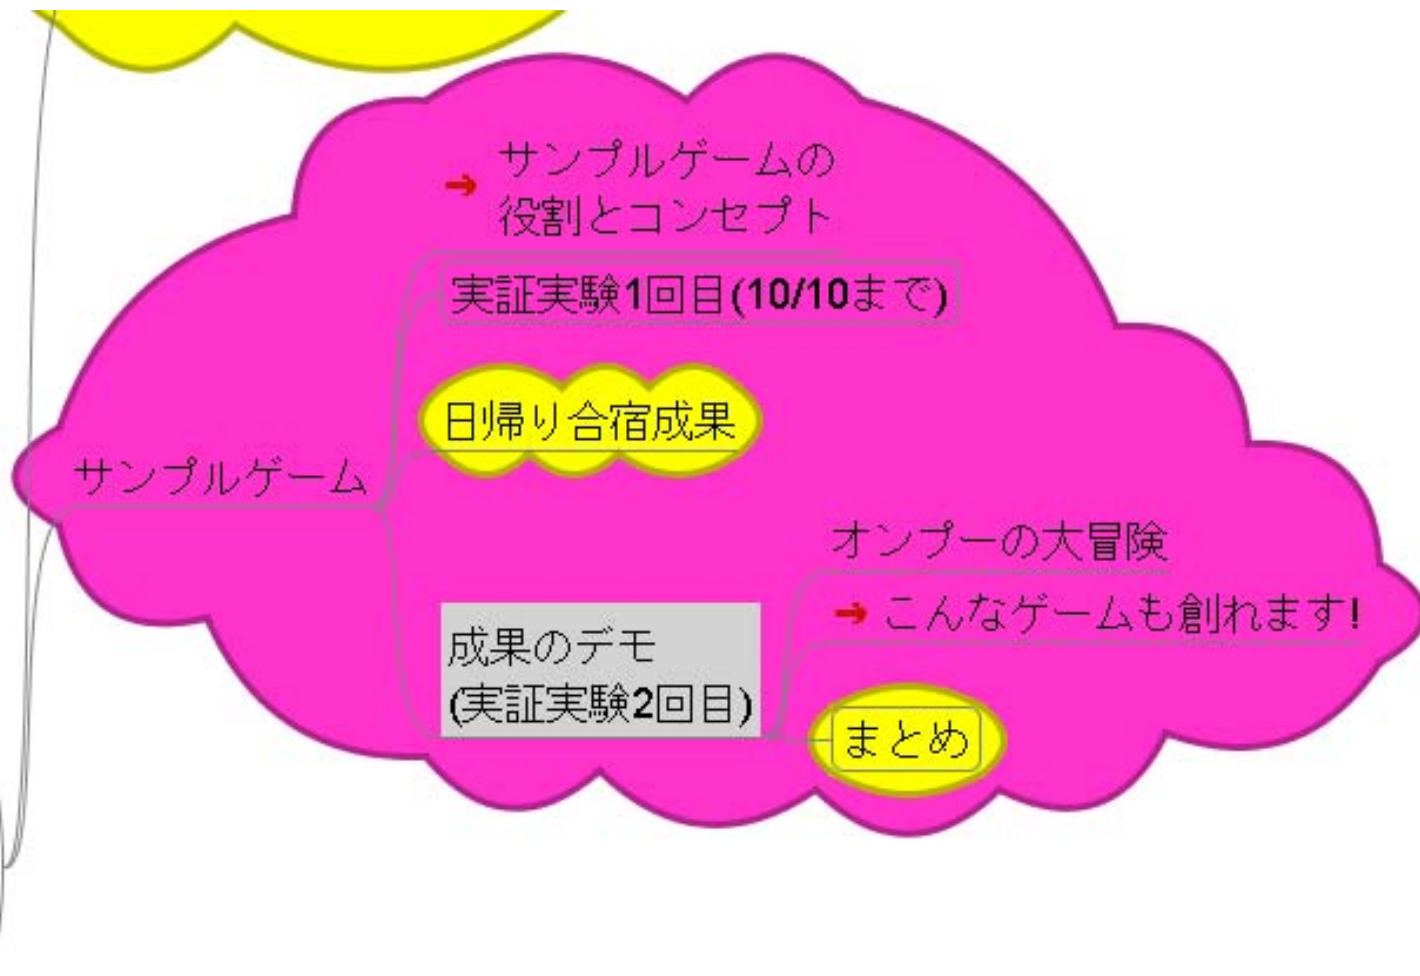 サンプルゲームの
役割とコンセプト
実証実験1回目(10/10まで)
日帰り合宿成果
サンプルゲーム
オンプーの大冒険
こんなゲームも創れます!
成果のデモ
(実証実験2回目)
まとめ